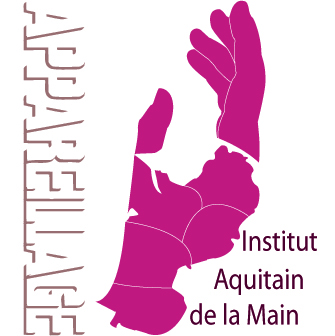 APPAREILLAGE
Institut
Aquitain
de la Main